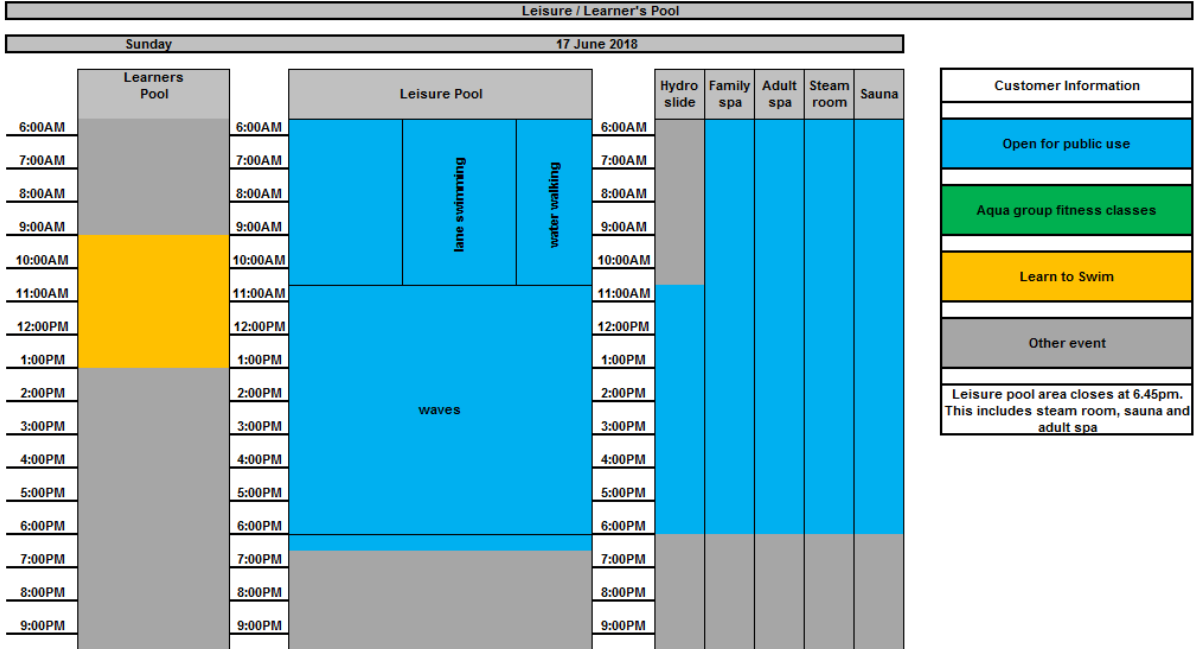 Leisure / Learner's Pool
Sunday 17 June 2018
Learners
Pool
Leisure Pool
Hydro
slide
Family
spa
Adult
spa
Steam
room
Sauna
Customer Information
6:00AM 6:00AM 6:00AM
Open for public use
7:00AM 7:00AM 7:00AM
lane swimming
water walking
8:00AM 8:00AM 8:00AM
Aqua group fitness classes
9:00AM 9:00AM 9:00AM
10:00AM 10:00AM 10:00AM
Learn to Swim
11:00AM 11:00AM 11:00AM
12:00PM 12:00PM 12:00PM
Other event
1:00PM 1:00PM 1:00PM
2:00PM 2:00PM 2:00PM
waves
Leisure pool area closes at 6.45pm.
This includes steam room, sauna and
adult spa
3:00PM 3:00PM 3:00PM
4:00PM 4:00PM 4:00PM
5:00PM 5:00PM 5:00PM
6:00PM 6:00PM 6:00PM
7:00PM 7:00PM 7:00PM
8:00PM 8:00PM 8:00PM
9:00PM 9:00PM 9:00PM